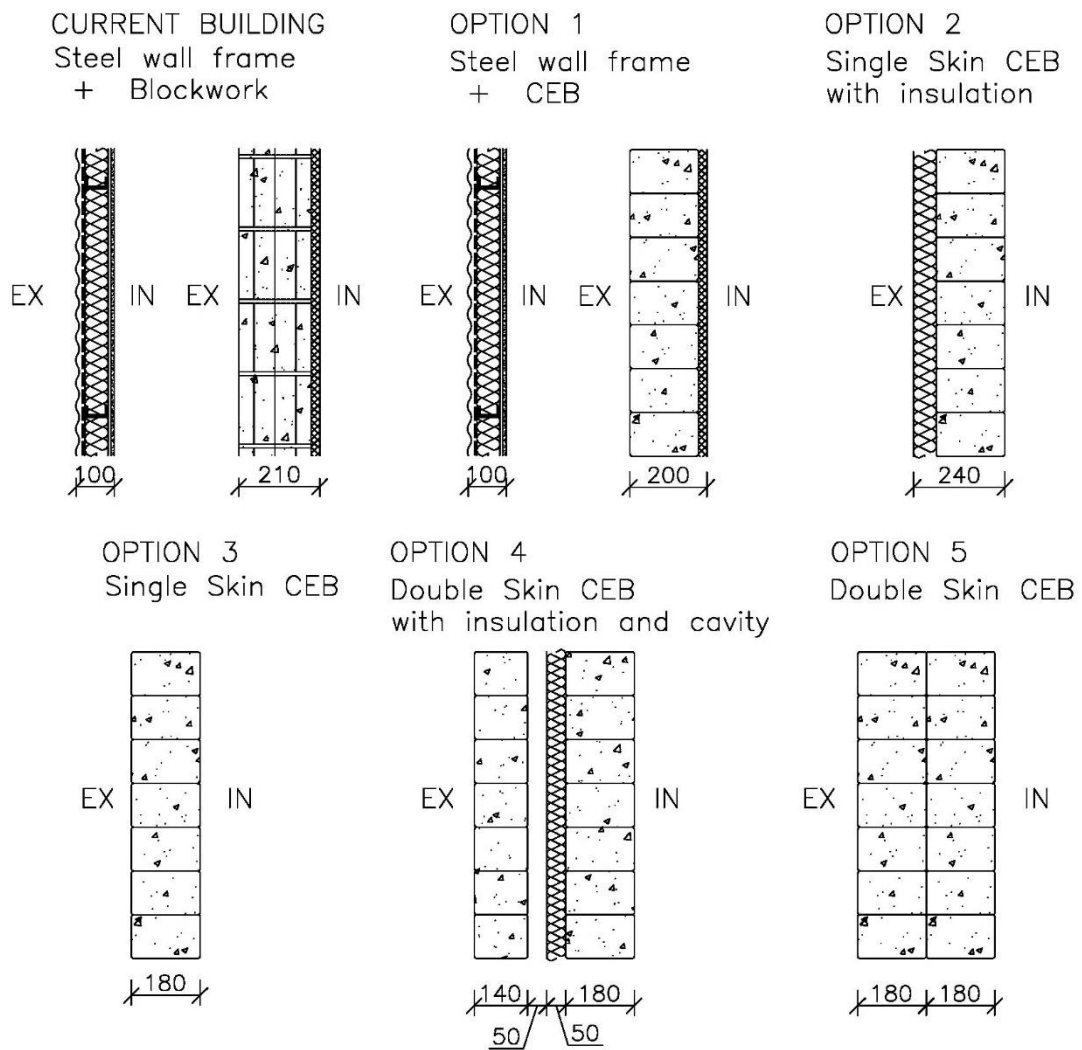 CURRENT BUILDING
Steel wall frame
+ Blockwork
EX
IN
EX
IN
100
210
OPTION 1
Steel wall frame
+ CEB
EX
IN
EX
IN
100
200
OPTION 2
Single Skin CEB
with insulation
EX
IN
240
OPTION 3
Single Skin CEB
EX
IN
180
OPTION 4
Double Skin CEB
with insulation and cavity
EX
IN
140
180
50
50
OPTION 5
Double Skin CEB
EX
IN
180
180